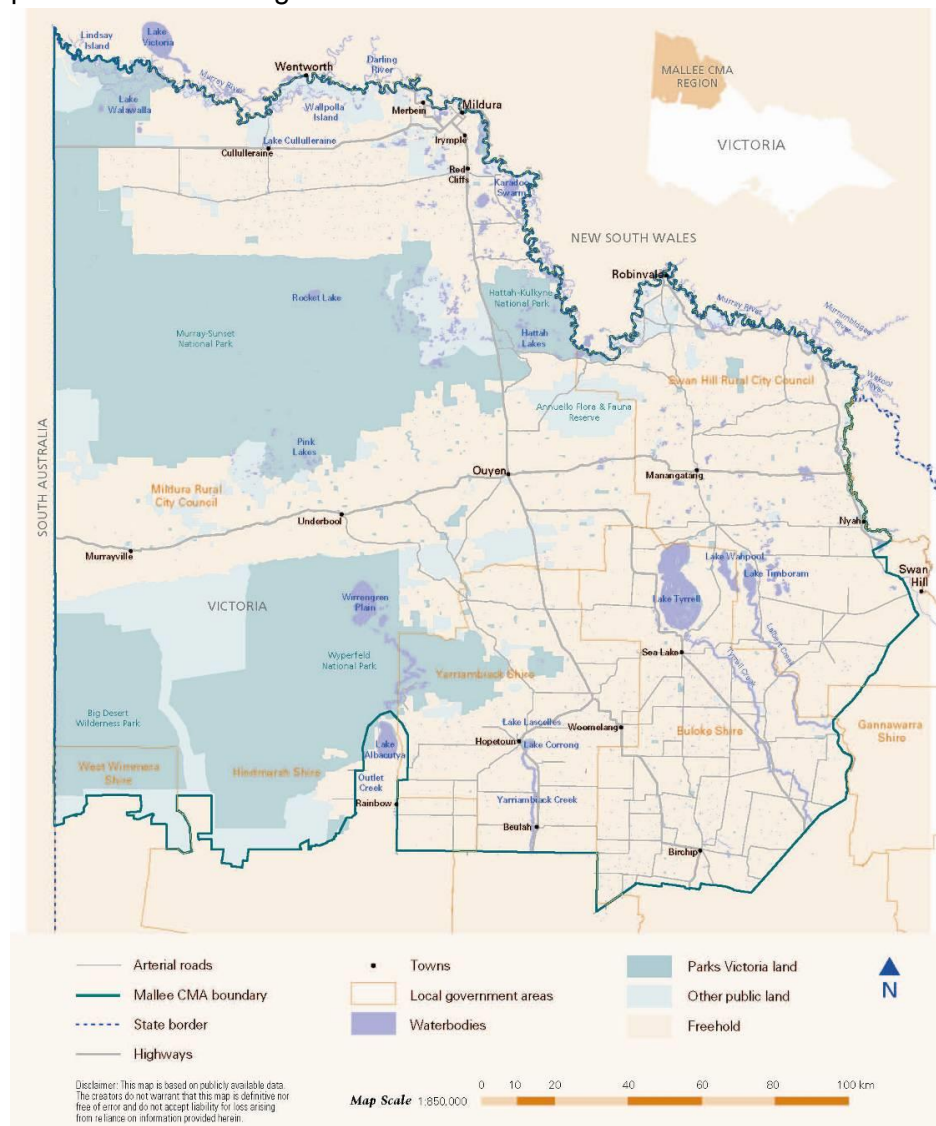 Lindsay
Island
Lake
Victoria
Murray River
Wentworth
Darling
River
MALLEE CMA
REGION
VICTORIA
Lake
Walawalla
Wallpolla
Island
Merbein
Mildura
Lake Cullulleraine
Cullulleraine
Irymple
Red
Cliffs
Karadoc
Swamp
NEW SOUTH WALES
Robinvale
Rocket Lake
Hattah-Kulkyne
National Park
Murray River
Murrumbidgee
River
Murray-Sunset
National Park
Hattah
Lakes
Wakool
River
Swan Hill Rural City Council
Annuello Flora & Fauna
Reserve
SOUTH AUSTRALIA
Pink
Lakes
Ouyen
Manangatang
Mildura Rural
City Council
Underbool
Nyah
Murrayville
Lake Wahpool
Lake Timboram
Swan
Hill
VICTORIA
Wirrengren
Plain
Lake Tyrrell
Lalbert Creek
Wyperfeld
National Park
Sea Lake
Tyrrell Creek
Yarriambiack Shire
Big Desert
Wilderness Park
Lake Lascelles
Woomelang
Buloke Shire
Gannawarra
Shire
Hopetoun
Lake Corrong
Lake
Albacutya
West Wimmera
Shire
Hindmarsh Shire
Outlet
Creek
Rainbow
Yarriambiack Creek
Beulah
Birchip
Arterial roads
Towns
Parks Victoria land
Mallee CMA boundary
Local government areas
Other public land
N
State border
Waterbodies
Freehold
Highways
Disclaimer: This map is based on publicly available data.
The creators do not warrant that this map is definitive nor
free of error and do not accept liability for loss arising
from reliance on information provided herein.
Map Scale 1:850,000
0 10 20 40 60 80 100 km